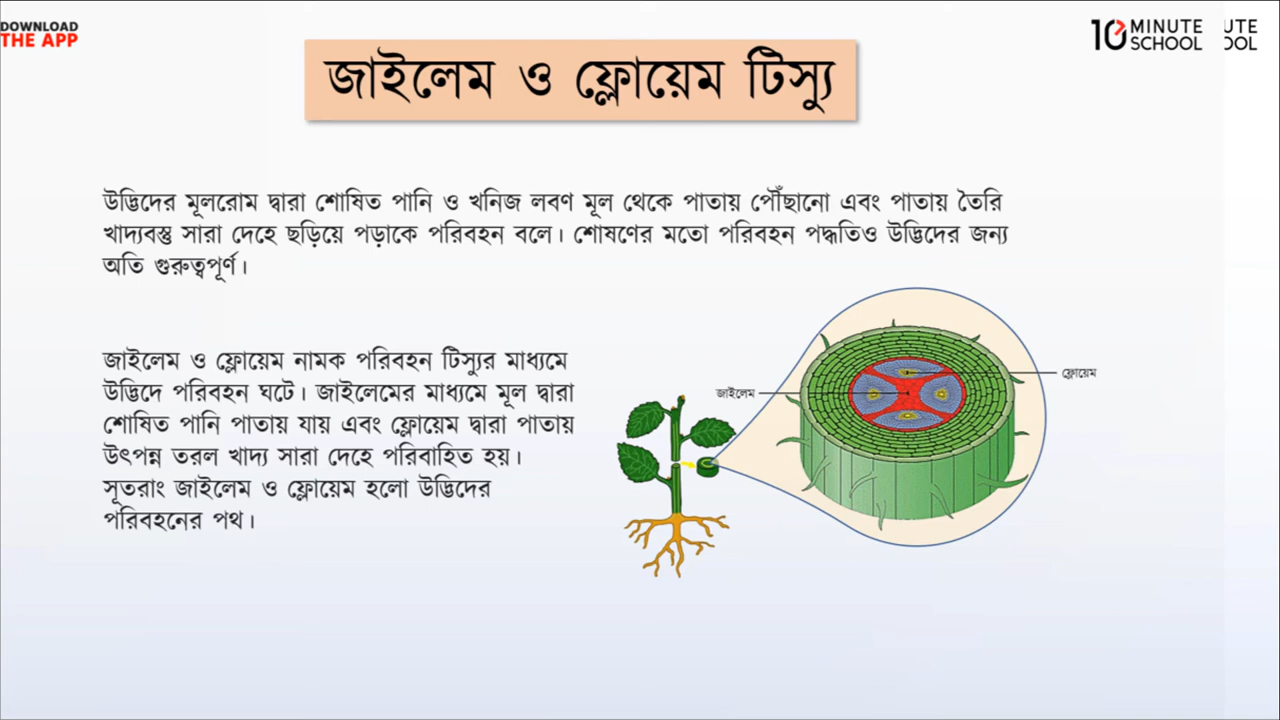 DOWNLOAD
THE APP
10 MINUTE
SCHOOL
UTE
OOL
জাইলেম ও ফ্লোয়েম টিস্যু
উদ্ভিদের মূলরোম দ্বারা শোষিত পানি ও খনিজ লবণ মূল থেকে পাতায় পৌঁছানো এবং পাতায় তৈরি
খাদ্যবস্তু সারা দেহে ছড়িয়ে পড়াকে পরিবহন বলে। শোষণের মতো পরিবহন পদ্ধতিও উদ্ভিদের জন্য
অতি গুরুত্বপূর্ণ।
জাইলেম ও ফ্লোয়েম নামক পরিবহন টিস্যুর মাধ্যমে
উদ্ভিদে পরিবহন ঘটে। জাইলেমের মাধ্যমে মূল দ্বারা
শোষিত পানি পাতায় যায় এবং ফ্লোয়েম দ্বারা পাতায়
উৎপন্ন তরল খাদ্য সারা দেহে পরিবাহিত হয়।
সূতরাং জাইলেম ও ফ্লোয়েম হলো উদ্ভিদের
পরিবহনের পথ।
ফ্লোয়েম
জাইলেম